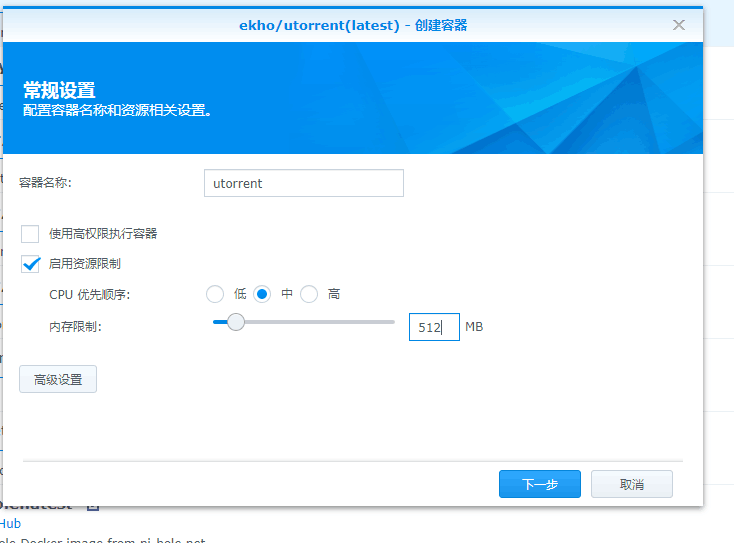 ekho/utorrent(latest) - 创建容器
常规设置
配置容器名称和资源相关设置。
容器名称:
utorrent
使用高权限执行容器
启用资源限制
CPU 优先顺序:
低
中
高
内存限制:
512
MB
高级设置
下一步
取消
Hub